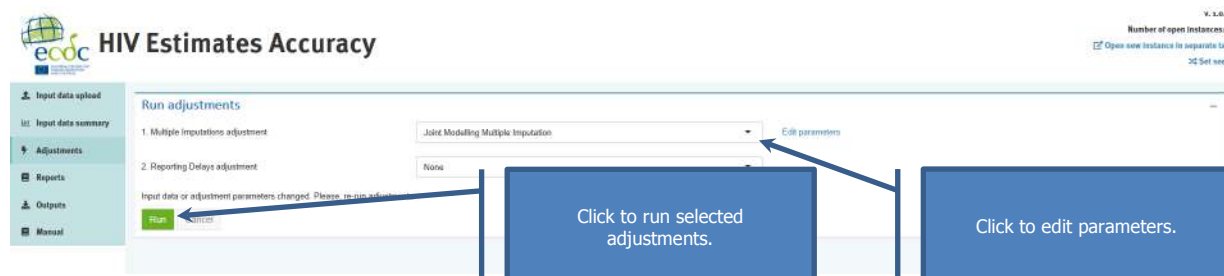 V. 1.0.
Number of open instances:
Open new instance in separate ta
Set see
ecdc
HIV Estimates Accuracy
Input data upload
Input data summary
Adjustments
Reports
Outputs
Manual
Run adjustments
1. Multiple Imputations adjustment
Joint Modelling Multiple Imputation
Edit parameters
2. Reporting Delays adjustment
None
Input data or adjustment parameters changed. Please, re-run adjustment
Run
Cancel
Click to run selected
adjustments.
Click to edit parameters.